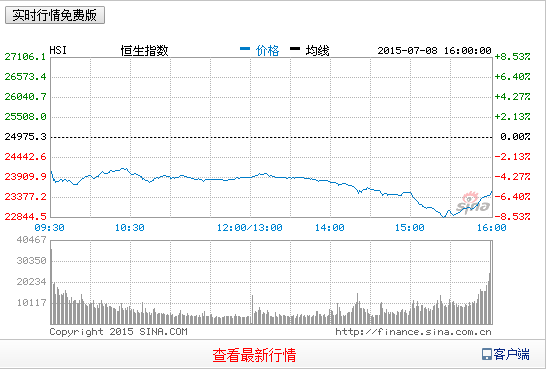 实时行情免费版
HSI 恒生指数 价格 均线 2015-07-08 16:00:00
27106.1 +8.53%
26573.4 +6.40%
26040.7 +4.27%
25508.0 +2.13%
24975.3 0.00%
24442.6 -2.13%
23909.9 -4.27%
23377.2 -6.40%
22844.5 -8.53%
sina
09:30 10:30 12:00/13:00 14:00 15:00 16:00
40467
30350
20234
10117
Copyright 2015 SINA.COM http://finance.sina.com.cn
查看最新行情 客户端